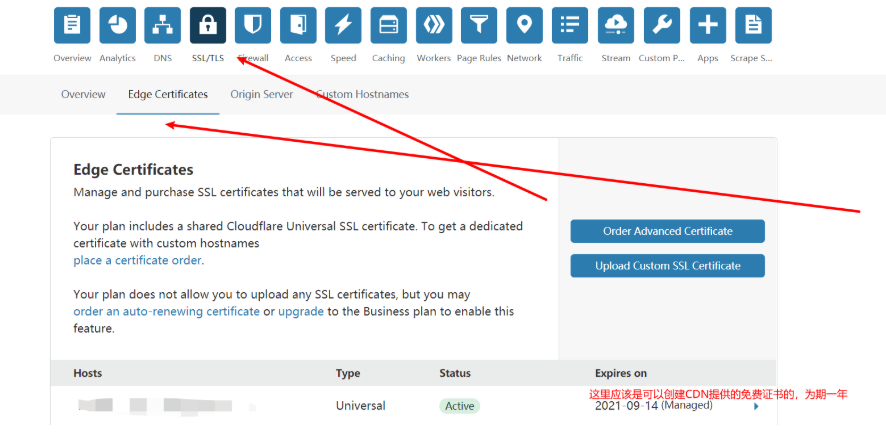 Overview Analytics DNS SSL/TLS Firewall Access Speed Caching Workers Page Rules Network Traffic Stream Custom P... Apps Scrape S...
Overview Edge Certificates Origin Server Custom Hostnames
Edge Certificates
Manage and purchase SSL certificates that will be served to your web visitors.
Your plan includes a shared Cloudflare Universal SSL certificate. To get a dedicated
certificate with custom hostnames
place a certificate order.
Order Advanced Certificate
Upload Custom SSL Certificate
Your plan does not allow you to upload any SSL certificates, but you may
order an auto-renewing certificate or upgrade to the Business plan to enable this
feature.
Hosts Type Status Expires on
这里应该是可以创建CDN提供的免费证书的，为期一年
Universal Active 2021-09-14 (Managed)